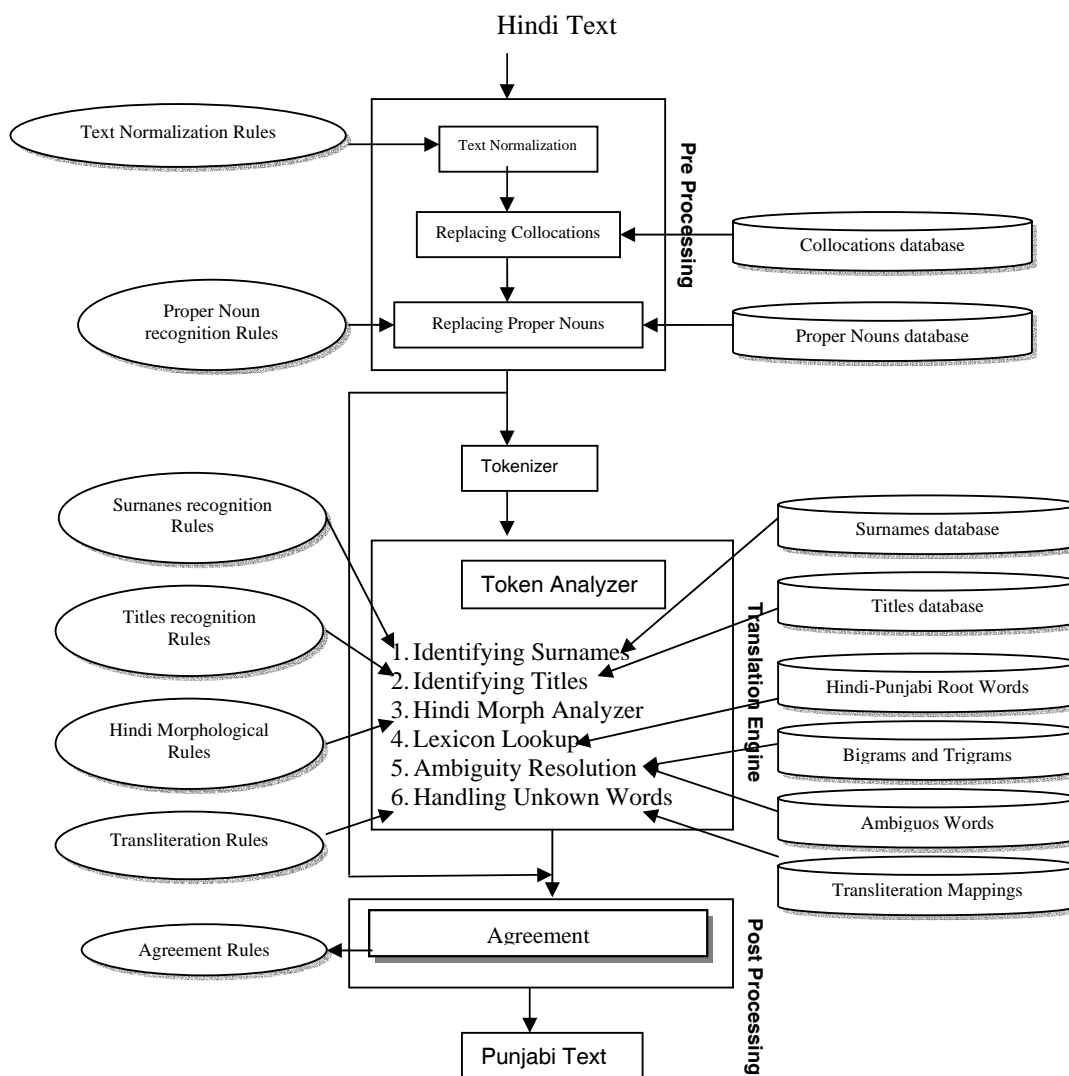 Hindi Text
Text Normalization Rules
Text Normalization
Pre Processing
Replacing Collocations
Collocations database
Proper Noun
recognition Rules
Replacing Proper Nouns
Proper Nouns database
Tokenizer
Surnanes recognition
Rules
Surnames database
Token Analyzer
Titles recognition
Rules
Titles database
Translation Engine
1. Identifying Surnames
2. Identifying Titles
3. Hindi Morph Analyzer
4. Lexicon Lookup
5. Ambiguity Resolution
6. Handling Unkown Words
Hindi-Punjabi Root Words
Hindi Morphological
Rules
Bigrams and Trigrams
Ambiguos Words
Transliteration Rules
Transliteration Mappings
Agreement
Agreement Rules
Post Processing
Punjabi Text